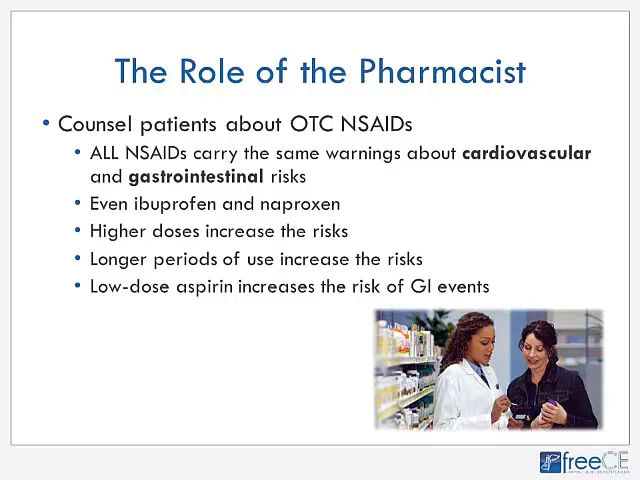 The Role of the Pharmacist
• Counsel patients about OTC NSAIDs
• ALL NSAIDs carry the same warnings about cardiovascular
and gastrointestinal risks
• Even ibuprofen and naproxen
• Higher doses increase the risks
• Longer periods of use increase the risks
• Low-dose aspirin increases the risk of GI events
freeCE